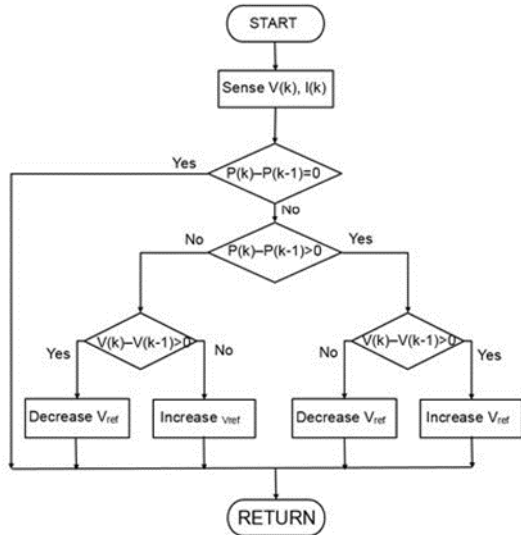 START
Sense V(k), I(k)
Yes
P(k)–P(k-1)=0
No
No
P(k)–P(k-1)>0
Yes
V(k)–V(k-1)>0
V(k)–V(k-1)>0
Yes
No
No
Yes
Decrease Vref
Increase Vref
Decrease Vref
Increase Vref
RETURN